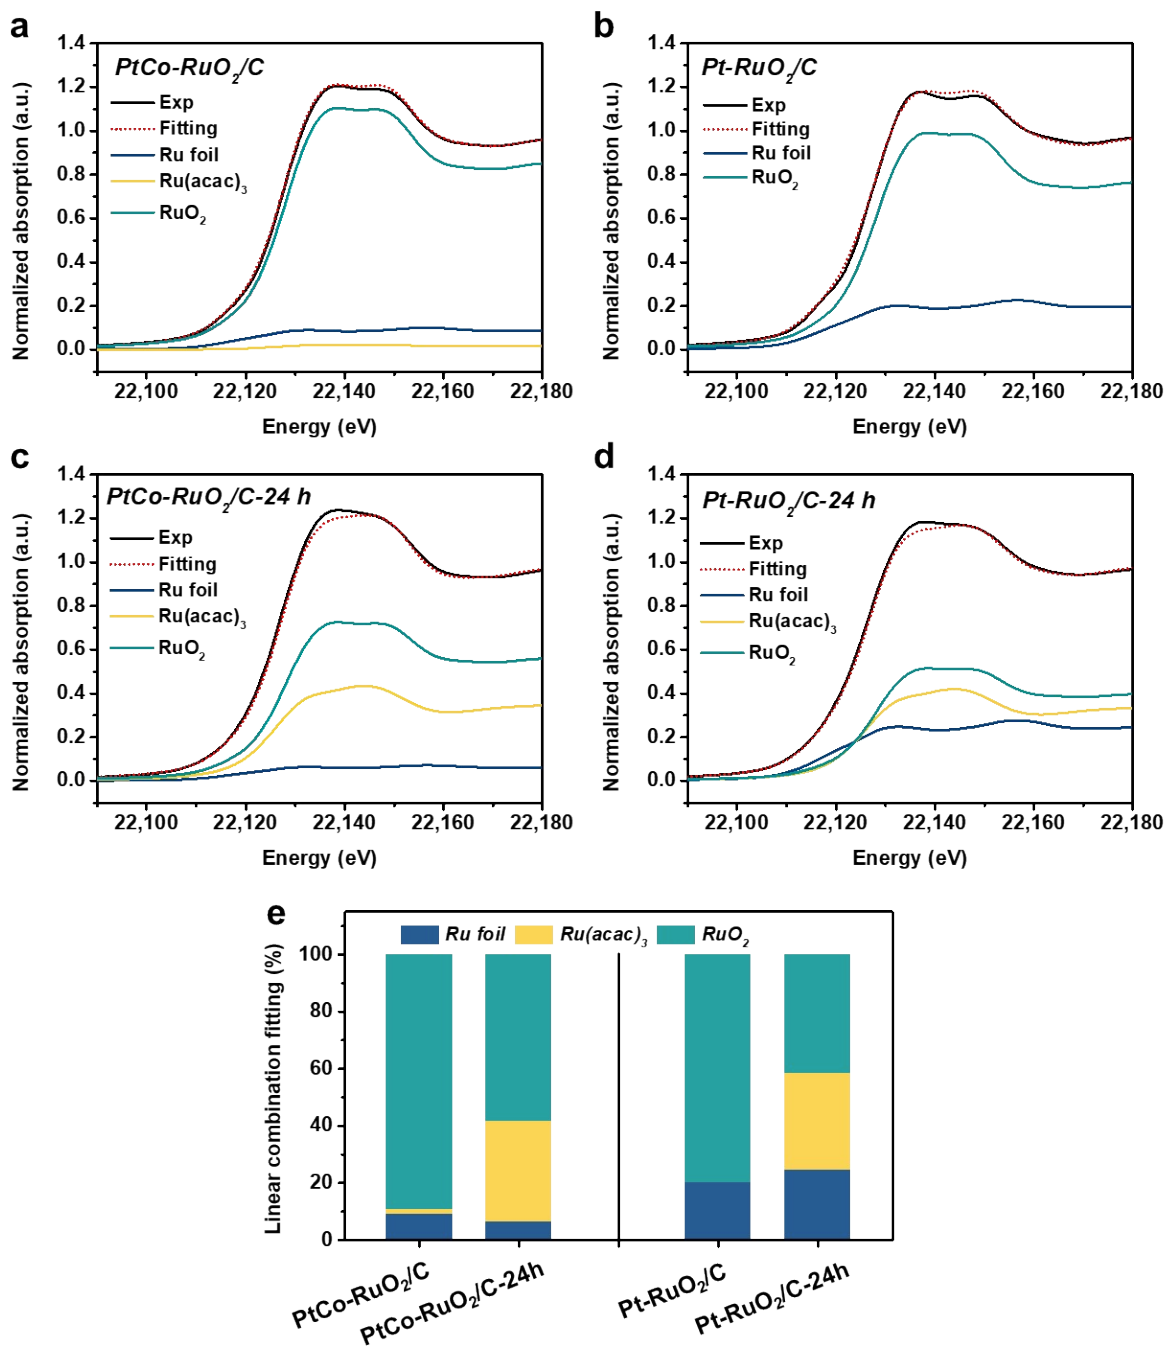 a
PtCo-RuO2/C
Exp
Fitting
Ru foil
Ru(acac)3
RuO2
Normalized absorption (a.u.)
1.4
1.2
1.0
0.8
0.6
0.4
0.2
0.0
22,100 22,120 22,140 22,160 22,180
Energy (eV)
b
Pt-RuO2/C
Exp
Fitting
Ru foil
RuO2
Normalized absorption (a.u.)
1.4
1.2
1.0
0.8
0.6
0.4
0.2
0.0
22,100 22,120 22,140 22,160 22,180
Energy (eV)
c
PtCo-RuO2/C-24 h
Exp
Fitting
Ru foil
Ru(acac)3
RuO2
Normalized absorption (a.u.)
1.4
1.2
1.0
0.8
0.6
0.4
0.2
0.0
22,100 22,120 22,140 22,160 22,180
Energy (eV)
d
Pt-RuO2/C-24 h
Exp
Fitting
Ru foil
Ru(acac)3
RuO2
Normalized absorption (a.u.)
1.4
1.2
1.0
0.8
0.6
0.4
0.2
0.0
22,100 22,120 22,140 22,160 22,180
Energy (eV)
e
Ru foil Ru(acac)3 RuO2
Linear combination fitting (%)
100
80
60
40
20
0
PtCo-RuO2/C
PtCo-RuO2/C-24h
Pt-RuO2/C
Pt-RuO2/C-24h